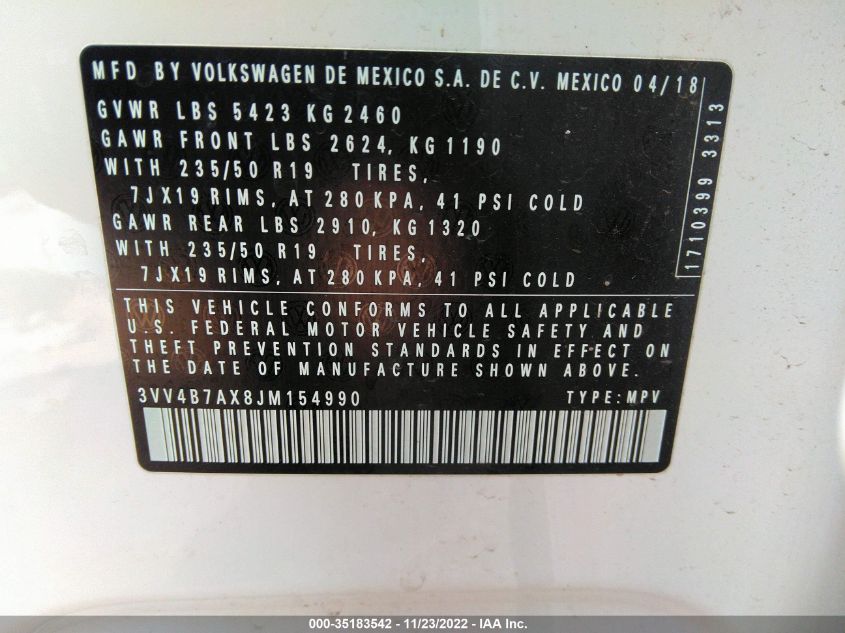 MFD BY VOLKSWAGEN DE MEXICO S.A. DE C.V. MEXICO 04/18
GVWR LBS 5423 KG 2460
GAWR FRONT LBS 2624, KG 1190
WITH 235/50 R19 TIRES,
7JX19 RIMS, AT 280 KPA, 41 PSI COLD
GAWR REAR LBS 2910, KG 1320
WITH 235/50 R19 TIRES,
7JX19 RIMS, AT 280 KPA, 41 PSI COLD
1710399 3313
THIS VEHICLE CONFORMS TO ALL APPLICABLE
U.S. FEDERAL MOTOR VEHICLE SAFETY AND
THEFT PREVENTION STANDARDS IN EFFECT ON
THE DATE OF MANUFACTURE SHOWN ABOVE.
3VV4B7AX8JM154990 TYPE: MPV
000-35183542 - 11/23/2022 - IAA Inc.